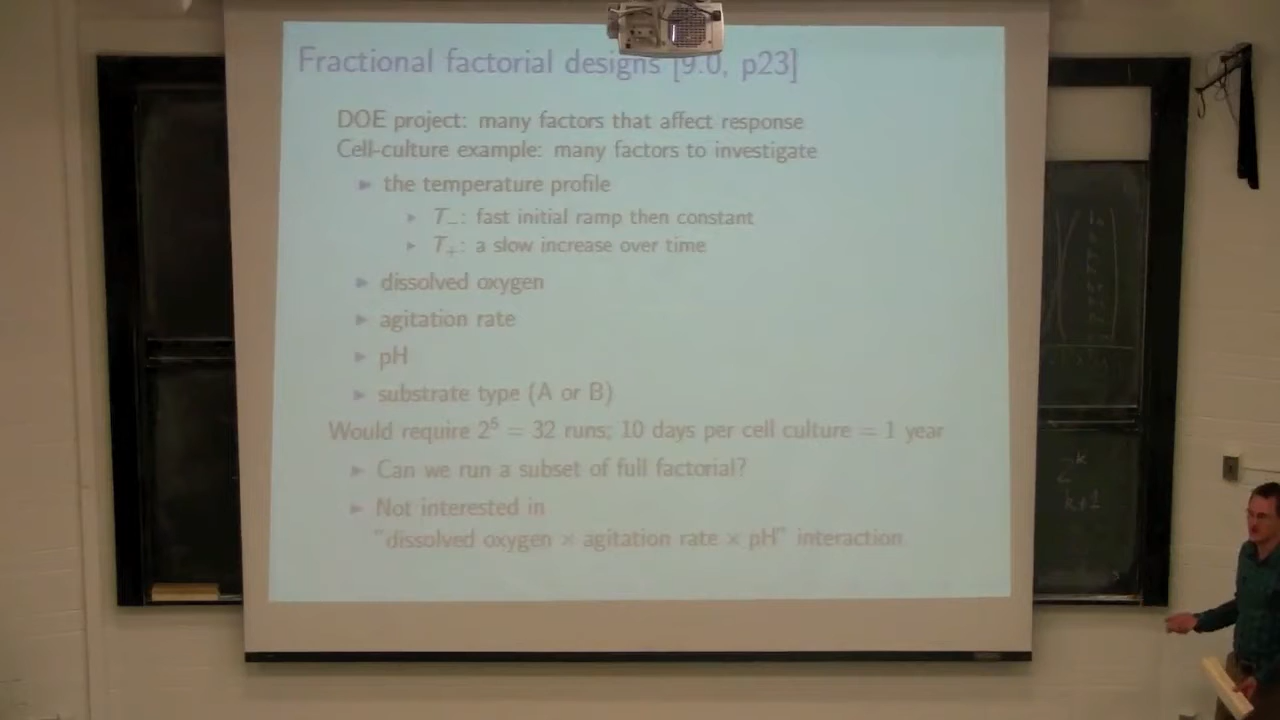 Fractional factorial designs [9.0, p23]
DOE project: many factors that affect response
Cell-culture example: many factors to investigate
▶ the temperature profile
▶ T₋: fast initial ramp then constant
▶ T₊: a slow increase over time
▶ dissolved oxygen
▶ agitation rate
▶ pH
▶ substrate type (A or B)
Would require 2⁵ = 32 runs; 10 days per cell culture = 1 year
▶ Can we run a subset of full factorial?
▶ Not interested in
"dissolved oxygen × agitation rate × pH" interaction
k
k+1